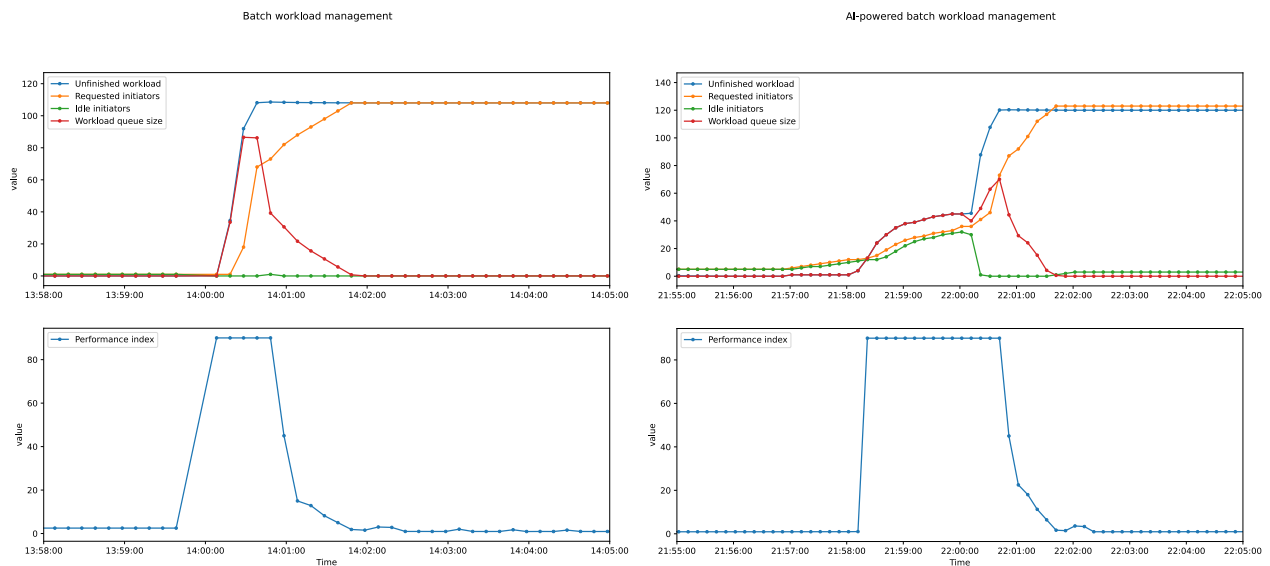 Batch workload management
AI-powered batch workload management
Unfinished workload
Requested initiators
Idle initiators
Workload queue size
value
120
100
80
60
40
20
0
13:58:00 13:59:00 14:00:00 14:01:00 14:02:00 14:03:00 14:04:00 14:05:00
Unfinished workload
Requested initiators
Idle initiators
Workload queue size
value
140
120
100
80
60
40
20
0
21:55:00 21:56:00 21:57:00 21:58:00 21:59:00 22:00:00 22:01:00 22:02:00 22:03:00 22:04:00 22:05:00
Performance index
value
80
60
40
20
0
13:58:00 13:59:00 14:00:00 14:01:00 14:02:00 14:03:00 14:04:00 14:05:00
Time
Performance index
value
80
60
40
20
0
21:55:00 21:56:00 21:57:00 21:58:00 21:59:00 22:00:00 22:01:00 22:02:00 22:03:00 22:04:00 22:05:00
Time